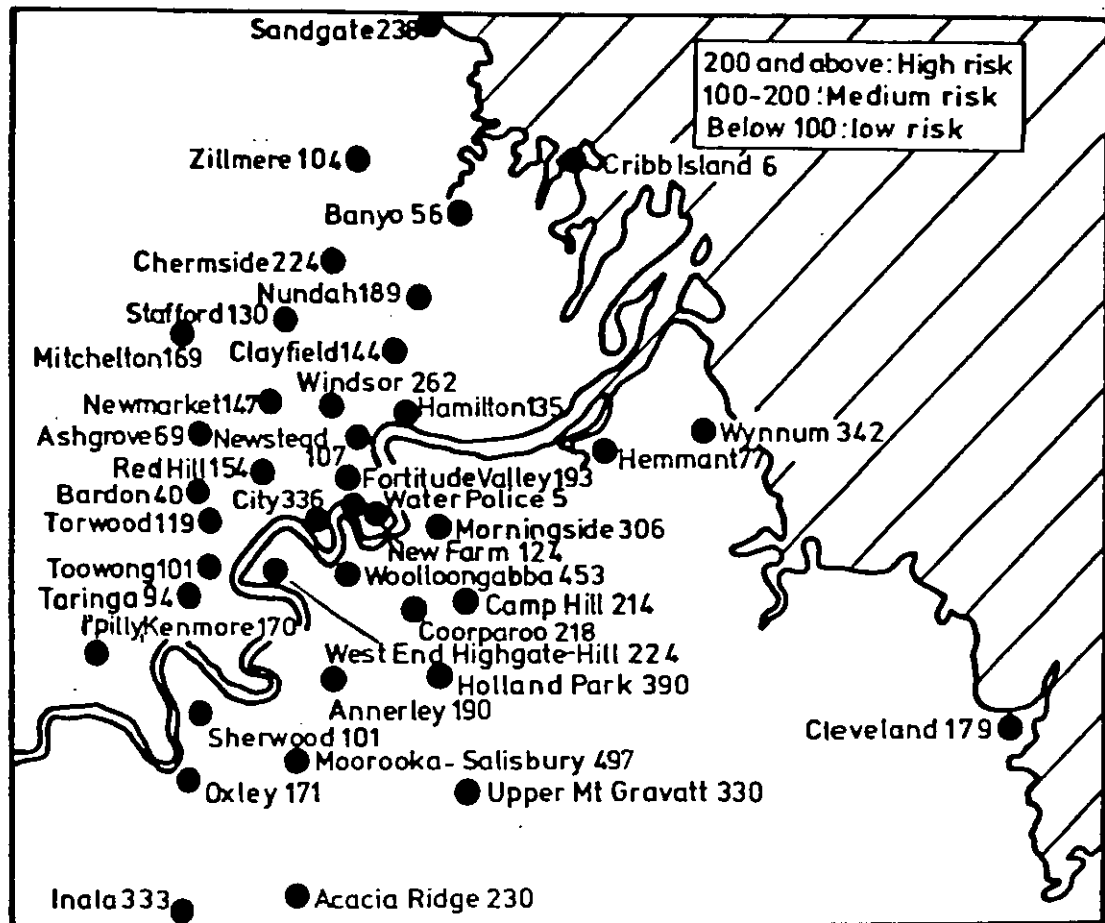 Sandgate 238
200 and above: High risk
100-200: Medium risk
Below 100: low risk
Zillmere 104
Cribb Island 6
Banyo 56
Chermside 224
Nundah 189
Stafford 130
Mitchelton 169
Clayfield 144
Windsor 262
Newmarket 147
Hamilton 135
Ashgrove 69
Newstead
107
Wynnum 342
Hemmant 77
Red Hill 154
Fortitude Valley 193
Bardon 40
City 336
Water Police 5
Torwood 119
Morningside 306
New Farm 124
Toowong 101
Woolloongabba 453
Taringa 94
Camp Hill 214
Coorparoo 218
I'pilly, Kenmore 170
West End Highgate-Hill 224
Holland Park 390
Annerley 190
Sherwood 101
Cleveland 179
Moorooka - Salisbury 497
Oxley 171
Upper Mt Gravatt 330
Inala 333
Acacia Ridge 230